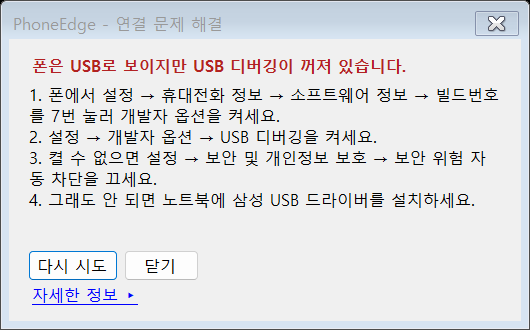 PhoneEdge - 연결 문제 해결
폰은 USB로 보이지만 USB 디버깅이 꺼져 있습니다.
1. 폰에서 설정 → 휴대전화 정보 → 소프트웨어 정보 → 빌드번호
를 7번 눌러 개발자 옵션을 켜세요.
2. 설정 → 개발자 옵션 → USB 디버깅을 켜세요.
3. 켤 수 없으면 설정 → 보안 및 개인정보 보호 → 보안 위험 자
동 차단을 끄세요.
4. 그래도 안 되면 노트북에 삼성 USB 드라이버를 설치하세요.
다시 시도 닫기
자세한 정보 ▸